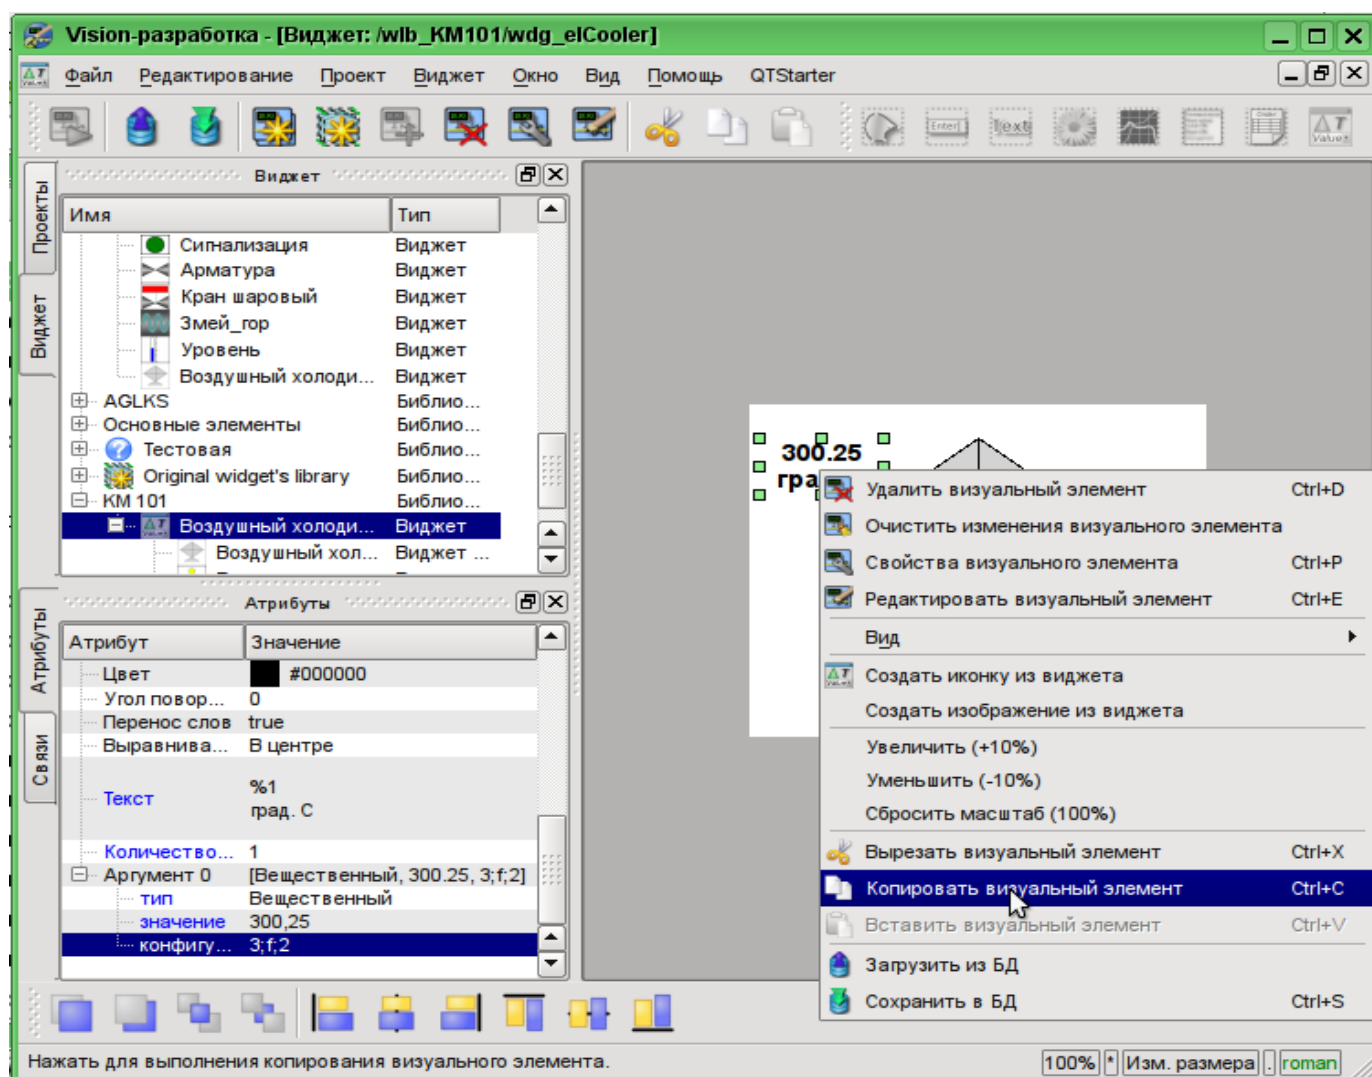 Vision-разработка - [Виджет: /wlb_KM101/wdg_elCooler]
Файл Редактирование Проект Виджет Окно Вид Помощь QTStarter
Проекты
Виджет
Виджет
Имя Тип
Сигнализация Виджет
Арматура Виджет
Кран шаровый Виджет
Змей_гор Виджет
Уровень Виджет
Воздушный холоди... Виджет
AGLKS Библио...
Основные элементы Библио...
Тестовая Библио...
Original widget's library Библио...
КМ 101 Библио...
Воздушный холоди... Виджет
Воздушный хол... Виджет ...
Атрибуты
Связи
Атрибуты
Атрибут Значение
Цвет #000000
Угол повор... 0
Перенос слов true
Выравнива... В центре
Текст %1
град. С
Количество... 1
Аргумент 0 [Вещественный, 300.25, 3;f;2]
тип Вещественный
значение 300,25
конфигу... 3;f;2
300.25
гра
Удалить визуальный элемент Ctrl+D
Очистить изменения визуального элемента
Свойства визуального элемента Ctrl+P
Редактировать визуальный элемент Ctrl+E
Вид
Создать иконку из виджета
Создать изображение из виджета
Увеличить (+10%)
Уменьшить (-10%)
Сбросить масштаб (100%)
Вырезать визуальный элемент Ctrl+X
Копировать визуальный элемент Ctrl+C
Вставить визуальный элемент Ctrl+V
Загрузить из БД
Сохранить в БД Ctrl+S
Нажать для выполнения копирования визуального элемента.
100% * Изм. размера . roman